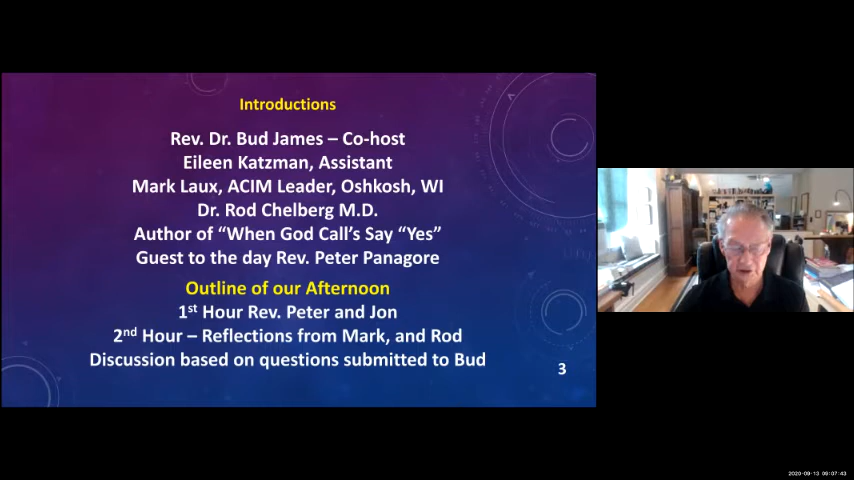 Introductions
Rev. Dr. Bud James – Co-host
Eileen Katzman, Assistant
Mark Laux, ACIM Leader, Oshkosh, WI
Dr. Rod Chelberg M.D.
Author of “When God Call’s Say “Yes”
Guest to the day Rev. Peter Panagore
Outline of our Afternoon
1st Hour Rev. Peter and Jon
2nd Hour – Reflections from Mark, and Rod
Discussion based on questions submitted to Bud
3
2020-09-13 09:07:43